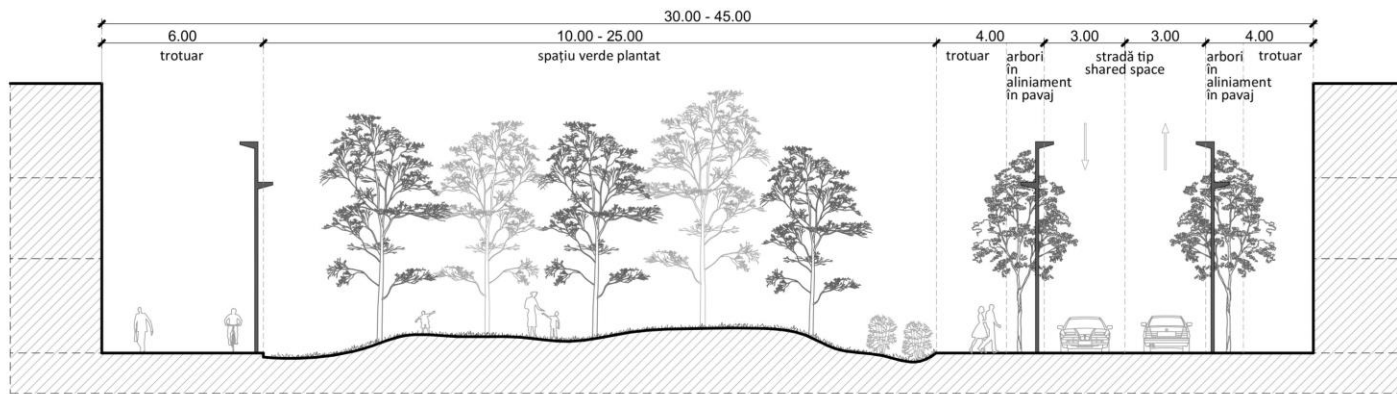 30.00 - 45.00
6.00
10.00 - 25.00
4.00
3.00
3.00
4.00
trotuar
spațiu verde plantat
trotuar
arbori
în
aliniament
în pavaj
stradă tip
shared space
arbori
în
aliniament
în pavaj
trotuar